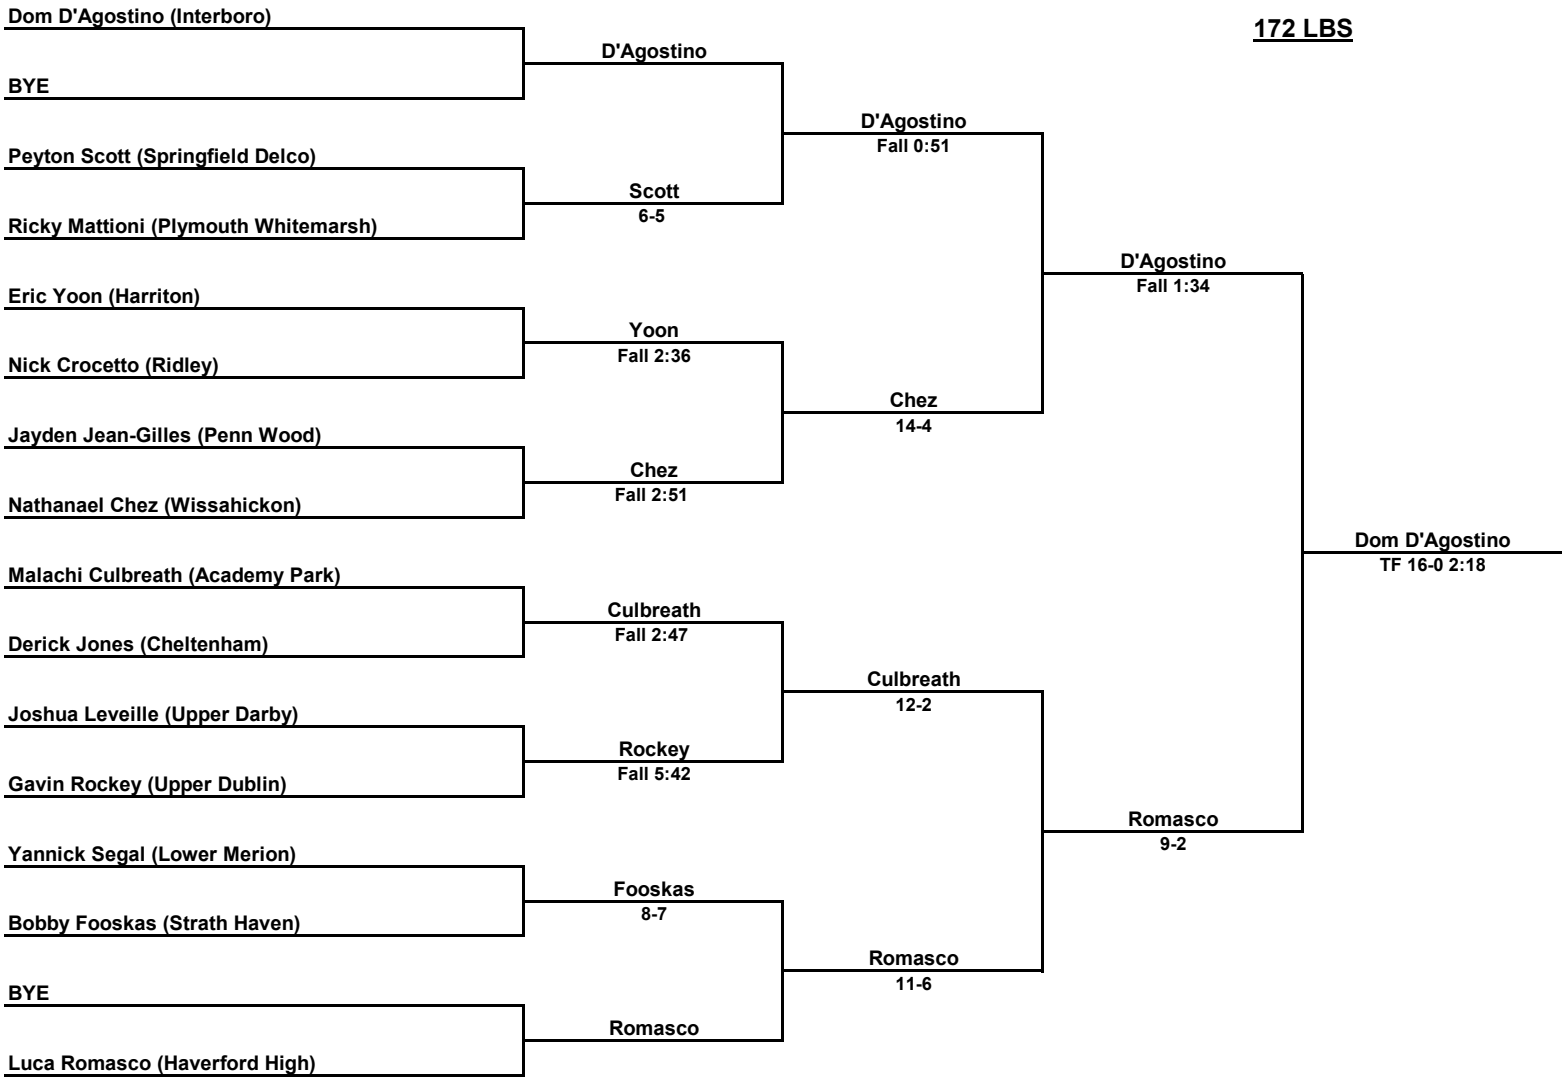 172 LBS
Dom D'Agostino (Interboro)
BYE
Peyton Scott (Springfield Delco)
Ricky Mattioni (Plymouth Whitemarsh)
Eric Yoon (Harriton)
Nick Crocetto (Ridley)
Jayden Jean-Gilles (Penn Wood)
Nathanael Chez (Wissahickon)
Malachi Culbreath (Academy Park)
Derick Jones (Cheltenham)
Joshua Leveille (Upper Darby)
Gavin Rockey (Upper Dublin)
Yannick Segal (Lower Merion)
Bobby Fooskas (Strath Haven)
BYE
Luca Romasco (Haverford High)
D'Agostino
Scott
6-5
Yoon
Fall 2:36
Chez
Fall 2:51
Culbreath
Fall 2:47
Rockey
Fall 5:42
Fooskas
8-7
Romasco
D'Agostino
Fall 0:51
Chez
14-4
Culbreath
12-2
Romasco
11-6
D'Agostino
Fall 1:34
Romasco
9-2
Dom D'Agostino
TF 16-0 2:18